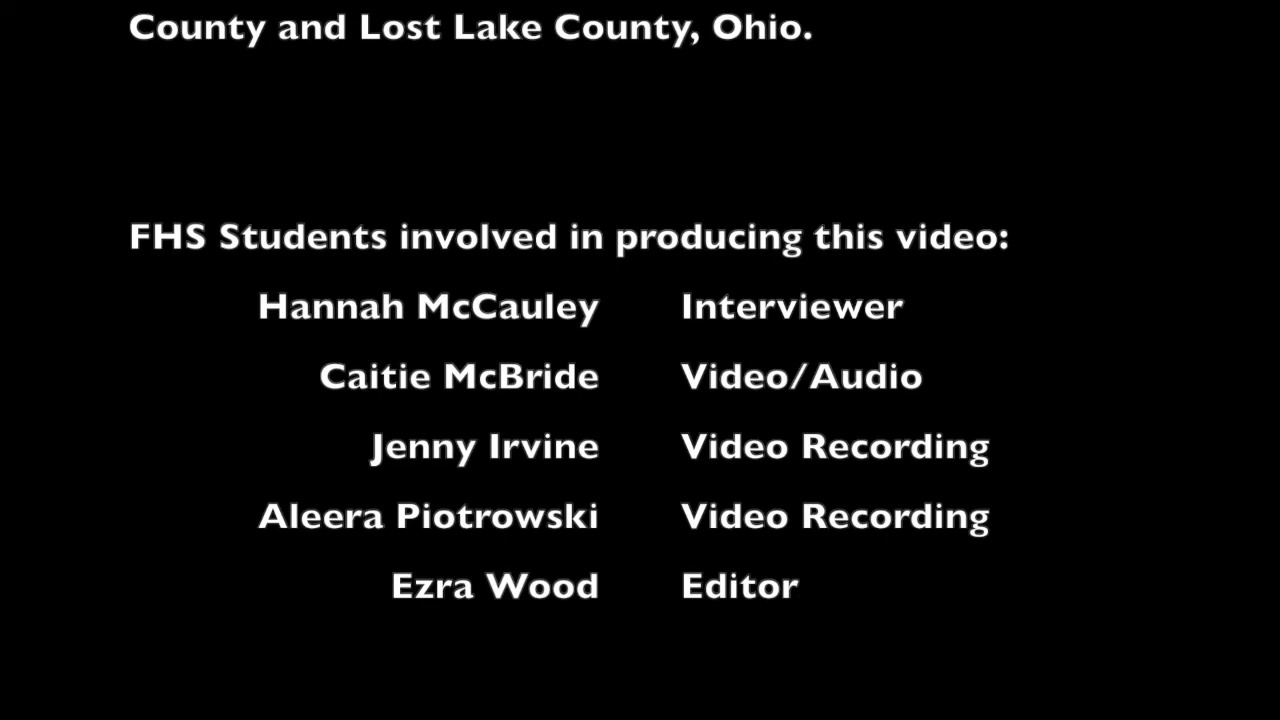 County and Lost Lake County, Ohio.
FHS Students involved in producing this video:
Hannah McCauley Interviewer
Caitie McBride Video/Audio
Jenny Irvine Video Recording
Aleera Piotrowski Video Recording
Ezra Wood Editor